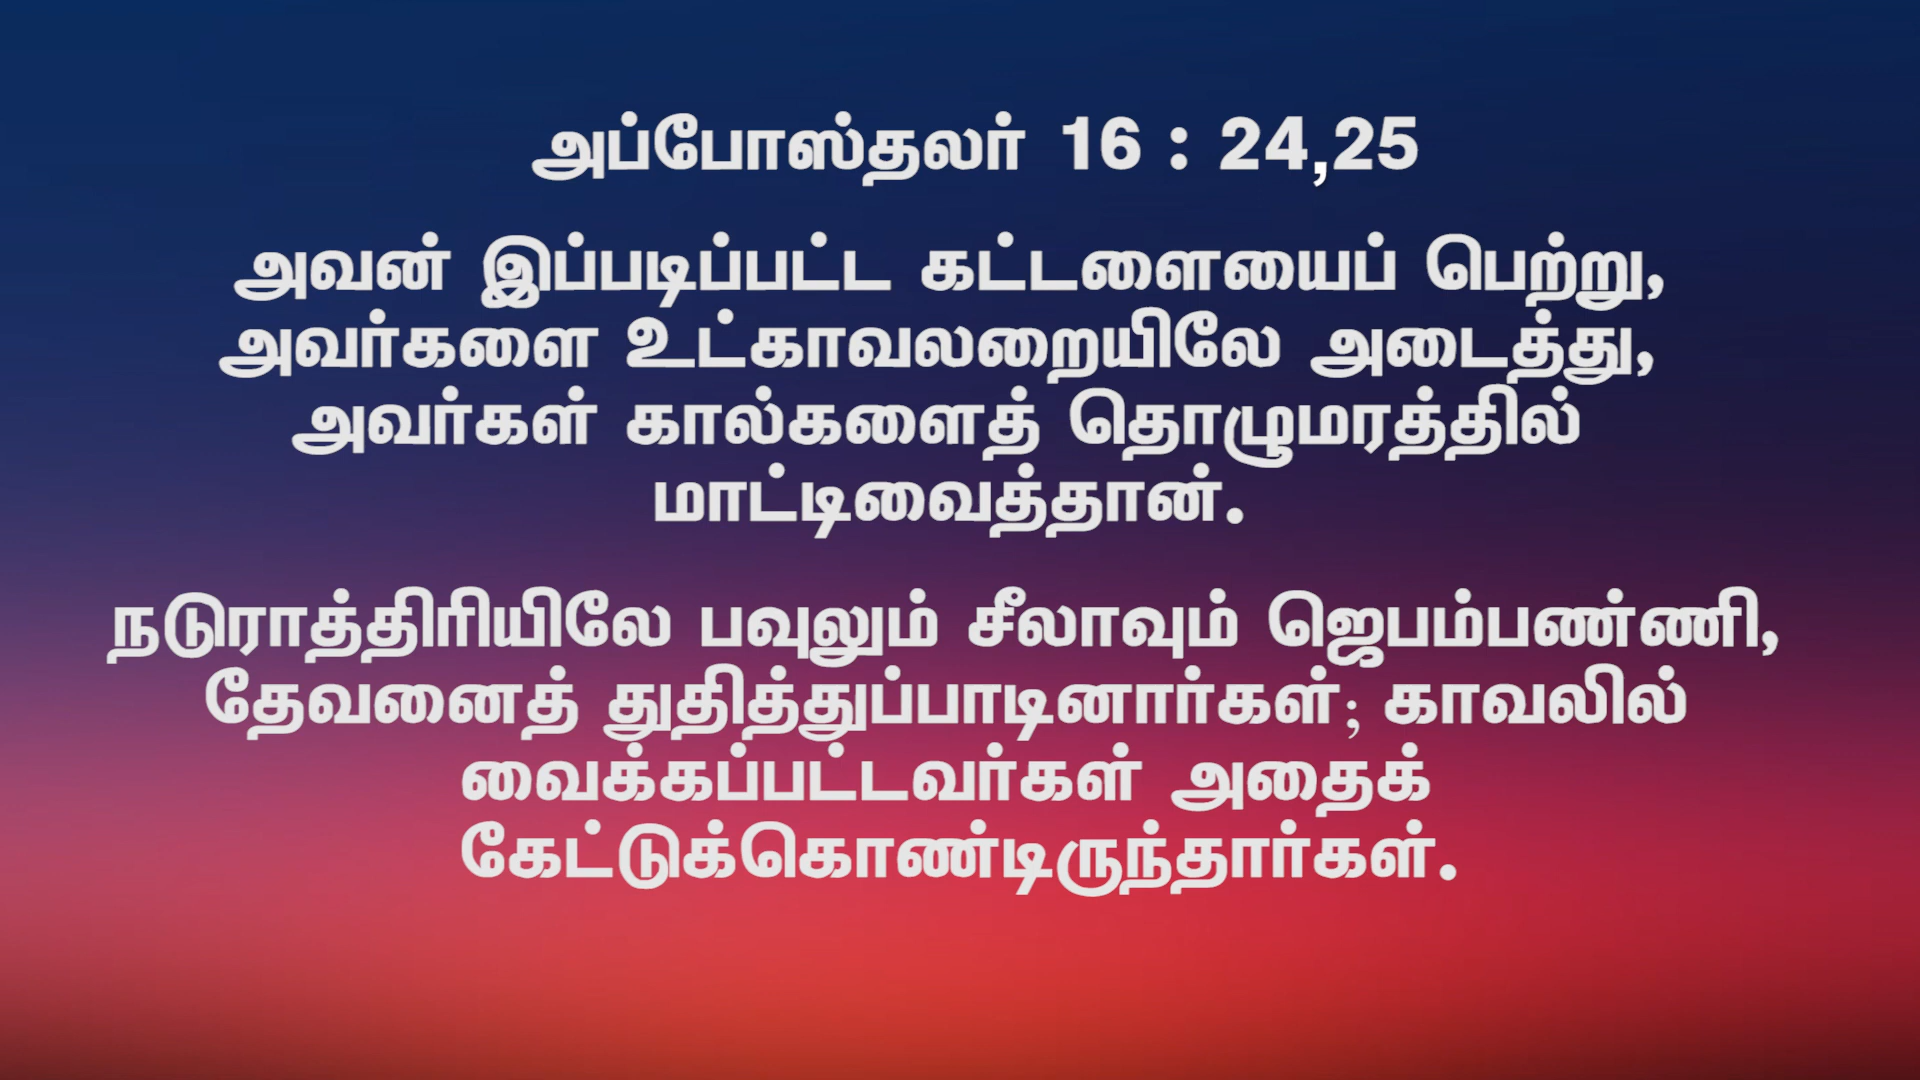 அப்போஸ்தலர் 16 : 24,25
அவன் இப்படிப்பட்ட கட்டளையைப் பெற்று,
அவர்களை உட்காவலறையிலே அடைத்து,
அவர்கள் கால்களைத் தொழுமரத்தில்
மாட்டிவைத்தான்.
நடுராத்திரியிலே பவுலும் சீலாவும் ஜெபம்பண்ணி,
தேவனைத் துதித்துப்பாடினார்கள்; காவலில்
வைக்கப்பட்டவர்கள் அதைக்
கேட்டுக்கொண்டிருந்தார்கள்.